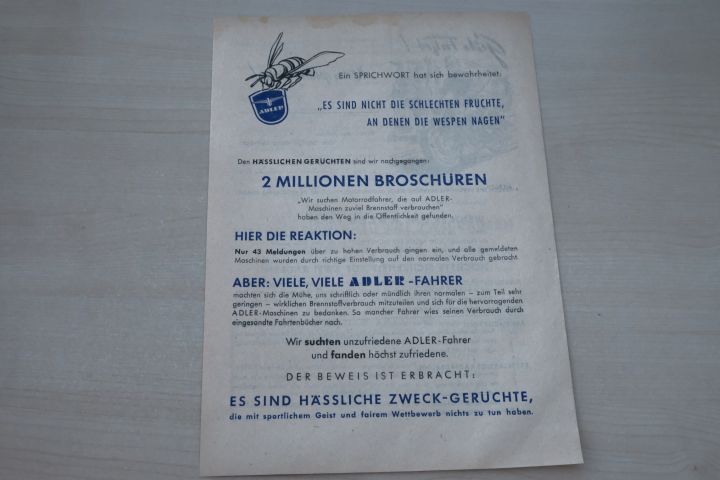 Gute Fahrt!
ADLER
Ein SPRICHWORT hat sich bewahrheitet:
„ES SIND NICHT DIE SCHLECHTEN FRÜCHTE,
AN DENEN DIE WESPEN NAGEN"
Den HÄSSLICHEN GERÜCHTEN sind wir nachgegangen:
2 MILLIONEN BROSCHÜREN
„Wir suchen Motorradfahrer, die auf ADLER-
Maschinen zuviel Brennstoff verbrauchen"
haben den Weg in die Öffentlichkeit gefunden.
HIER DIE REAKTION:
Nur 43 Meldungen über zu hohen Verbrauch gingen ein, und alle gemeldeten
Maschinen wurden durch richtige Einstellung auf den normalen Verbrauch gebracht.
ABER: VIELE, VIELE ADLER-FAHRER
machten sich die Mühe, uns schriftlich oder mündlich ihren normalen – zum Teil sehr
geringen – wirklichen Brennstoffverbrauch mitzuteilen und sich für die hervorragenden
ADLER-Maschinen zu bedanken. So mancher Fahrer wies seinen Verbrauch durch
eingesandte Fahrtenbücher nach.
Wir suchten unzufriedene ADLER-Fahrer
und fanden höchst zufriedene.
DER BEWEIS IST ERBRACHT:
ES SIND HÄSSLICHE ZWECK-GERÜCHTE,
die mit sportlichem Geist und fairem Wettbewerb nichts zu tun haben.